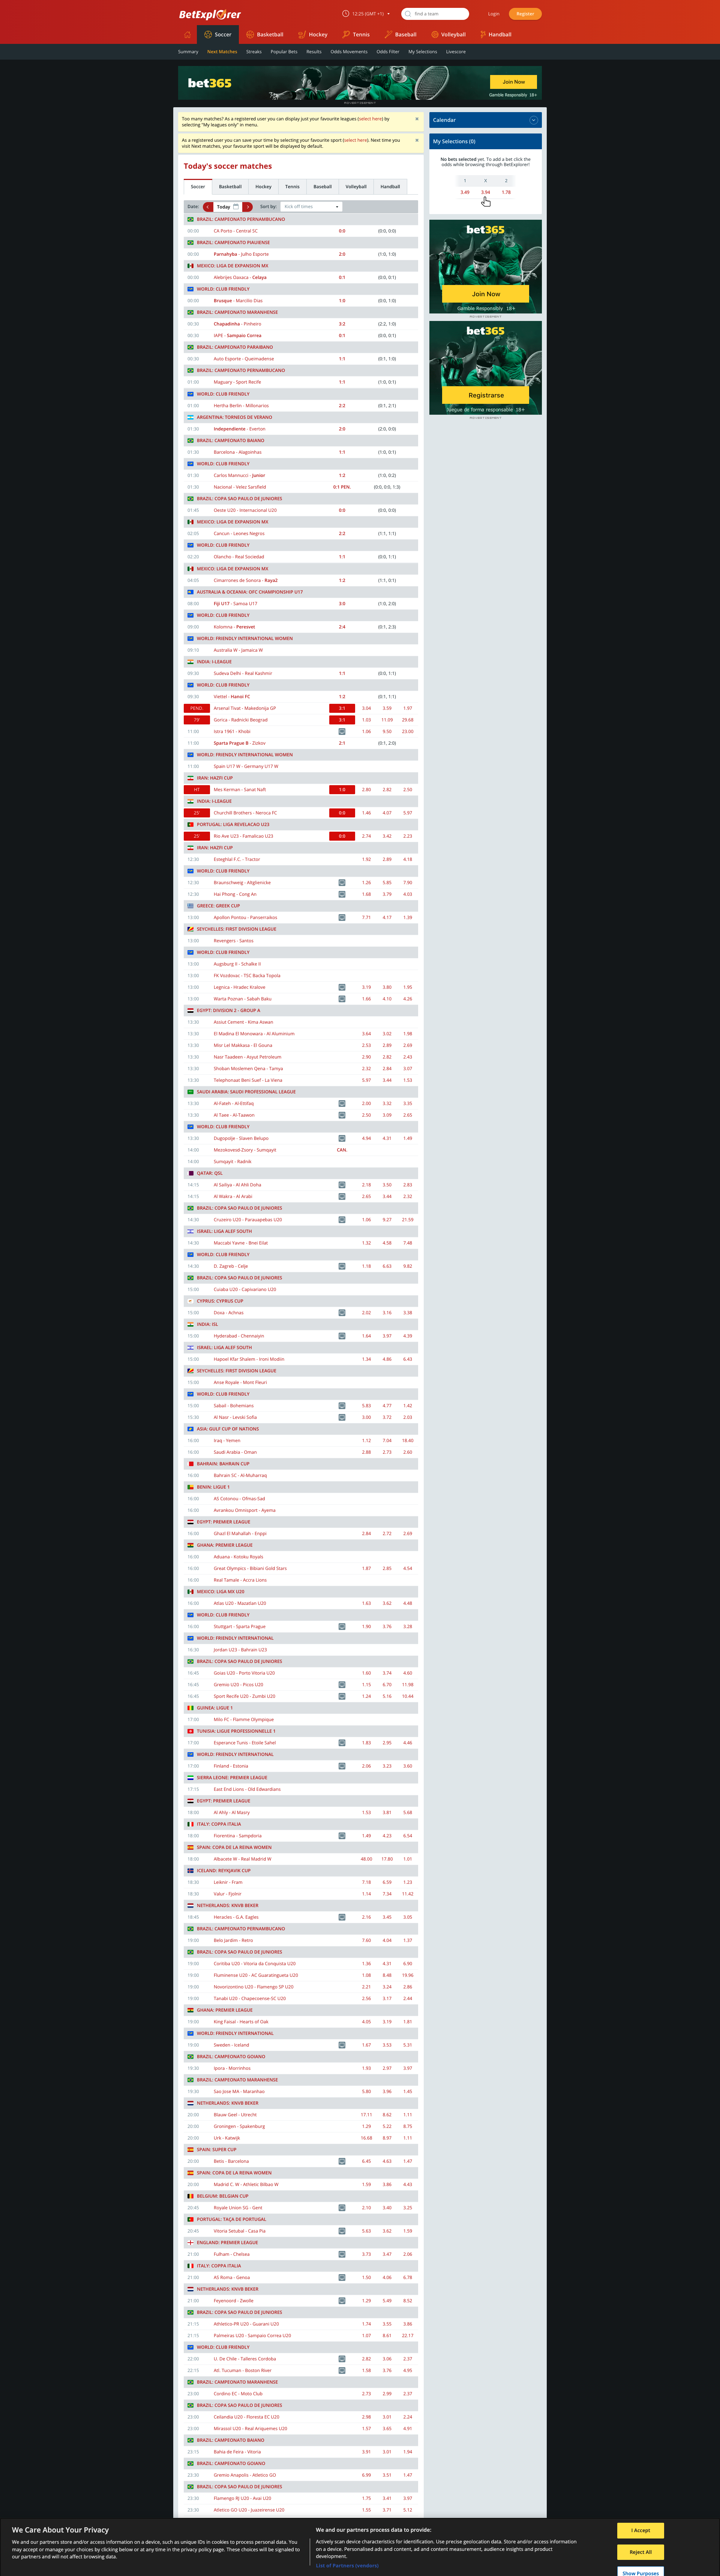 BetExplorer
12:25 (GMT +1)
find a team
Login
Register
Soccer
Basketball
Hockey
Tennis
Baseball
Volleyball
Handball
Summary
Next Matches
Streaks
Popular Bets
Results
Odds Movements
Odds Filter
My Selections
Livescore
bet365
Join Now
Gamble Responsibly 18+
Too many matches? As a registered user you can display just your favourite leagues (select here) by
selecting "My leagues only" in menu.
As a registered user you can save your time by selecting your favourite sport (select here). Next time you
visit Next matches, your favourite sport will be displayed by default.
Today's soccer matches
Soccer
Basketball
Hockey
Tennis
Baseball
Volleyball
Handball
Date: Today Sort by: Kick off times
BRAZIL: CAMPEONATO PERNAMBUCANO
00:00 CA Porto - Central SC 0:0 (0:0, 0:0)
BRAZIL: CAMPEONATO PIAUIENSE
00:00 Parnahyba - Julho Esporte 2:0 (1:0, 1:0)
MEXICO: LIGA DE EXPANSION MX
00:00 Alebrijes Oaxaca - Celaya 0:1 (0:0, 0:1)
WORLD: CLUB FRIENDLY
00:00 Brusque - Marcilio Dias 1:0 (0:0, 1:0)
BRAZIL: CAMPEONATO MARANHENSE
00:30 Chapadinha - Pinheiro 3:2 (2:2, 1:0)
00:30 IAPE - Sampaio Correa 0:1 (0:0, 0:1)
BRAZIL: CAMPEONATO PARAIBANO
00:30 Auto Esporte - Queimadense 1:1 (0:1, 1:0)
BRAZIL: CAMPEONATO PERNAMBUCANO
01:00 Maguary - Sport Recife 1:1 (1:0, 0:1)
WORLD: CLUB FRIENDLY
01:00 Hertha Berlin - Millonarios 2:2 (0:1, 2:1)
ARGENTINA: TORNEOS DE VERANO
01:30 Independiente - Everton 2:0 (2:0, 0:0)
BRAZIL: CAMPEONATO BAIANO
01:30 Barcelona - Alagoinhas 1:1 (1:0, 0:1)
WORLD: CLUB FRIENDLY
01:30 Carlos Mannucci - Junior 1:2 (1:0, 0:2)
01:30 Nacional - Velez Sarsfield 0:1 PEN. (0:0, 0:0, 1:3)
BRAZIL: COPA SAO PAULO DE JUNIORES
01:45 Oeste U20 - Internacional U20 0:0 (0:0, 0:0)
MEXICO: LIGA DE EXPANSION MX
02:05 Cancun - Leones Negros 2:2 (1:1, 1:1)
WORLD: CLUB FRIENDLY
02:20 Olancho - Real Sociedad 1:1 (0:0, 1:1)
MEXICO: LIGA DE EXPANSION MX
04:05 Cimarrones de Sonora - Raya2 1:2 (1:1, 0:1)
AUSTRALIA & OCEANIA: OFC CHAMPIONSHIP U17
08:00 Fiji U17 - Samoa U17 3:0 (1:0, 2:0)
WORLD: CLUB FRIENDLY
09:00 Kolomna - Peresvet 2:4 (0:1, 2:3)
WORLD: FRIENDLY INTERNATIONAL WOMEN
09:10 Australia W - Jamaica W
INDIA: I-LEAGUE
09:30 Sudeva Delhi - Real Kashmir 1:1 (0:0, 1:1)
WORLD: CLUB FRIENDLY
09:30 Viettel - Hanoi FC 1:2 (0:1, 1:1)
PEND. Arsenal Tivat - Makedonija GP 2:1 3.04 3.59 1.97
79' Gorica - Radnicki Beograd 3:1 1.03 11.09 29.68
11:00 Istra 1961 - Khobi 1.06 9.50 23.00
11:00 Sparta Prague B - Zizkov 2:1 (0:1, 2:0)
WORLD: FRIENDLY INTERNATIONAL WOMEN
11:00 Spain U17 W - Germany U17 W
IRAN: HAZFI CUP
HT Mes Kerman - Sanat Naft 1:0 2.80 2.82 2.50
INDIA: I-LEAGUE
25' Churchill Brothers - Neroca FC 0:0 1.46 4.07 5.97
PORTUGAL: LIGA REVELACAO U23
25' Rio Ave U23 - Famalicao U23 0:0 2.74 3.42 2.23
IRAN: HAZFI CUP
12:30 Esteghlal F.C. - Tractor 1.92 2.89 4.18
WORLD: CLUB FRIENDLY
12:30 Braunschweig - Altglienicke 1.26 5.85 7.90
12:30 Hai Phong - Cong An 1.68 3.79 4.03
GREECE: GREEK CUP
13:00 Apollon Pontou - Panserraikos 7.71 4.17 1.39
SEYCHELLES: FIRST DIVISION LEAGUE
13:00 Revengers - Santos
WORLD: CLUB FRIENDLY
13:00 Augsburg II - Schalke II
13:00 FK Vozdovac - TSC Backa Topola
13:00 Legnica - Hradec Kralove 3.19 3.80 1.95
13:00 Warta Poznan - Sabah Baku 1.66 4.10 4.26
EGYPT: DIVISION 2 - GROUP A
13:30 Assiut Cement - Kima Aswan
13:30 El Madina El Monowara - Al Aluminium 3.64 3.02 1.98
13:30 Misr Lel Makkasa - El Gouna 2.53 2.89 2.69
13:30 Nasr Taadeen - Asyut Petroleum 2.90 2.82 2.43
13:30 Shoban Moslemen Qena - Tamya 2.32 2.84 3.07
13:30 Telephonaat Beni Suef - La Viena 5.97 3.44 1.53
SAUDI ARABIA: SAUDI PROFESSIONAL LEAGUE
13:30 Al-Fateh - Al-Ettifaq 2.00 3.32 3.35
13:30 Al Taee - Al-Taawon 2.50 3.09 2.65
WORLD: CLUB FRIENDLY
13:30 Dugopolje - Slaven Belupo 4.94 4.31 1.49
14:00 Mezokovesd-Zsory - Sumqayit CAN.
14:00 Sumqayit - Radnik
QATAR: QSL
14:15 Al Sailiya - Al Ahli Doha 2.18 3.50 2.83
14:15 Al Wakra - Al Arabi 2.65 3.44 2.32
BRAZIL: COPA SAO PAULO DE JUNIORES
14:30 Cruzeiro U20 - Parauapebas U20 1.06 9.27 21.59
ISRAEL: LIGA ALEF SOUTH
14:30 Maccabi Yavne - Bnei Eilat 1.32 4.58 7.48
WORLD: CLUB FRIENDLY
14:30 D. Zagreb - Celje 1.18 6.63 9.82
BRAZIL: COPA SAO PAULO DE JUNIORES
15:00 Cuiaba U20 - Capivariano U20
CYPRUS: CYPRUS CUP
15:00 Doxa - Achnas 2.02 3.16 3.38
INDIA: ISL
15:00 Hyderabad - Chennaiyin 1.64 3.97 4.39
ISRAEL: LIGA ALEF SOUTH
15:00 Hapoel Kfar Shalem - Ironi Modiin 1.34 4.86 6.43
SEYCHELLES: FIRST DIVISION LEAGUE
15:00 Anse Royale - Mont Fleuri
WORLD: CLUB FRIENDLY
15:00 Sabail - Bohemians 5.83 4.77 1.42
15:30 Al Nasr - Levski Sofia 3.00 3.72 2.03
ASIA: GULF CUP OF NATIONS
16:00 Iraq - Yemen 1.12 7.04 18.40
16:00 Saudi Arabia - Oman 2.88 2.73 2.60
BAHRAIN: BAHRAIN CUP
16:00 Bahrain SC - Al-Muharraq
BENIN: LIGUE 1
16:00 AS Cotonou - Ofmas-Sad
16:00 Avrankou Omnisport - Ayema
EGYPT: PREMIER LEAGUE
16:00 Ghazl El Mahallah - Enppi 2.84 2.72 2.69
GHANA: PREMIER LEAGUE
16:00 Aduana - Kotoku Royals
16:00 Great Olympics - Bibiani Gold Stars 1.87 2.85 4.54
16:00 Real Tamale - Accra Lions
MEXICO: LIGA MX U20
16:00 Atlas U20 - Mazatlan U20 1.63 3.62 4.48
WORLD: CLUB FRIENDLY
16:00 Stuttgart - Sparta Prague 1.90 3.76 3.28
WORLD: FRIENDLY INTERNATIONAL
16:30 Jordan U23 - Bahrain U23
BRAZIL: COPA SAO PAULO DE JUNIORES
16:45 Goias U20 - Porto Vitoria U20 1.60 3.74 4.60
16:45 Gremio U20 - Picos U20 1.15 6.70 11.98
16:45 Sport Recife U20 - Zumbi U20 1.24 5.16 10.44
GUINEA: LIGUE 1
17:00 Milo FC - Flamme Olympique
TUNISIA: LIGUE PROFESSIONNELLE 1
17:00 Esperance Tunis - Etoile Sahel 1.83 2.95 4.46
WORLD: FRIENDLY INTERNATIONAL
17:00 Finland - Estonia 2.06 3.23 3.60
SIERRA LEONE: PREMIER LEAGUE
17:15 East End Lions - Old Edwardians
EGYPT: PREMIER LEAGUE
18:00 Al Ahly - Al Masry 1.53 3.81 5.68
ITALY: COPPA ITALIA
18:00 Fiorentina - Sampdoria 1.49 4.23 6.54
SPAIN: COPA DE LA REINA WOMEN
18:00 Albacete W - Real Madrid W 48.00 17.80 1.01
ICELAND: REYKJAVIK CUP
18:30 Leiknir - Fram 7.18 6.59 1.23
18:30 Valur - Fjolnir 1.14 7.34 11.42
NETHERLANDS: KNVB BEKER
18:45 Heracles - G.A. Eagles 2.16 3.45 3.05
BRAZIL: CAMPEONATO PERNAMBUCANO
19:00 Belo Jardim - Retro 7.60 4.04 1.37
BRAZIL: COPA SAO PAULO DE JUNIORES
19:00 Coritiba U20 - Vitoria da Conquista U20 1.36 4.31 6.90
19:00 Fluminense U20 - AC Guaratingueta U20 1.08 8.48 19.96
19:00 Novorizontino U20 - Flamengo SP U20 2.21 3.24 2.86
19:00 Tanabi U20 - Chapecoense-SC U20 2.56 3.17 2.44
GHANA: PREMIER LEAGUE
19:00 King Faisal - Hearts of Oak 4.05 3.19 1.81
WORLD: FRIENDLY INTERNATIONAL
19:00 Sweden - Iceland 1.67 3.53 5.31
BRAZIL: CAMPEONATO GOIANO
19:30 Ipora - Morrinhos 1.93 2.97 3.97
BRAZIL: CAMPEONATO MARANHENSE
19:30 Sao Jose MA - Maranhao 5.80 3.96 1.45
NETHERLANDS: KNVB BEKER
20:00 Blauw Geel - Utrecht 17.11 8.62 1.11
20:00 Groningen - Spakenburg 1.29 5.22 8.75
20:00 Urk - Katwijk 16.68 8.97 1.11
SPAIN: SUPER CUP
20:00 Betis - Barcelona 6.45 4.63 1.47
SPAIN: COPA DE LA REINA WOMEN
20:00 Madrid C. W - Athletic Bilbao W 1.59 3.86 4.43
BELGIUM: BELGIAN CUP
20:45 Royale Union SG - Gent 2.10 3.40 3.25
PORTUGAL: TAÇA DE PORTUGAL
20:45 Vitoria Setubal - Casa Pia 5.63 3.62 1.59
ENGLAND: PREMIER LEAGUE
21:00 Fulham - Chelsea 3.73 3.47 2.06
ITALY: COPPA ITALIA
21:00 AS Roma - Genoa 1.50 4.06 6.78
NETHERLANDS: KNVB BEKER
21:00 Feyenoord - Zwolle 1.29 5.49 8.52
BRAZIL: COPA SAO PAULO DE JUNIORES
21:15 Athletico-PR U20 - Guarani U20 1.74 3.55 3.86
21:15 Palmeiras U20 - Sampaio Correa U20 1.07 8.61 22.17
WORLD: CLUB FRIENDLY
22:00 U. De Chile - Talleres Cordoba 2.82 3.06 2.37
22:15 Atl. Tucuman - Boston River 1.58 3.76 4.95
BRAZIL: CAMPEONATO MARANHENSE
23:00 Cordino EC - Moto Club 2.73 2.99 2.37
BRAZIL: COPA SAO PAULO DE JUNIORES
23:00 Ceilandia U20 - Floresta EC U20 2.98 3.01 2.24
23:00 Mirassol U20 - Real Ariquemes U20 1.57 3.65 4.91
BRAZIL: CAMPEONATO BAIANO
23:15 Bahia de Feira - Vitoria 3.91 3.01 1.94
BRAZIL: CAMPEONATO GOIANO
23:30 Gremio Anapolis - Atletico GO 6.99 3.51 1.47
BRAZIL: COPA SAO PAULO DE JUNIORES
23:30 Flamengo RJ U20 - Avai U20 1.75 3.41 3.97
23:30 Atletico GO U20 - Juazeirense U20 1.55 3.71 5.12
Calendar
My Selections (0)
No bets selected yet. To add a bet click the
odds while browsing through BetExplorer!
1 X 2
3.49 3.94 1.78
bet365
Join Now
Gamble Responsibly 18+
bet365
Registrarse
Juegue de forma responsable. 18+
We Care About Your Privacy
We and our partners store and/or access information on a device, such as unique IDs in cookies to process personal data. You
may accept or manage your choices by clicking below or at any time in the privacy policy page. These choices will be signaled to
our partners and will not affect browsing data.
We and our partners process data to provide:
Actively scan device characteristics for identification. Use precise geolocation data. Store and/or access information
on a device. Personalised ads and content, ad and content measurement, audience insights and product
development.
List of Partners (vendors)
I Accept
Reject All
Show Purposes